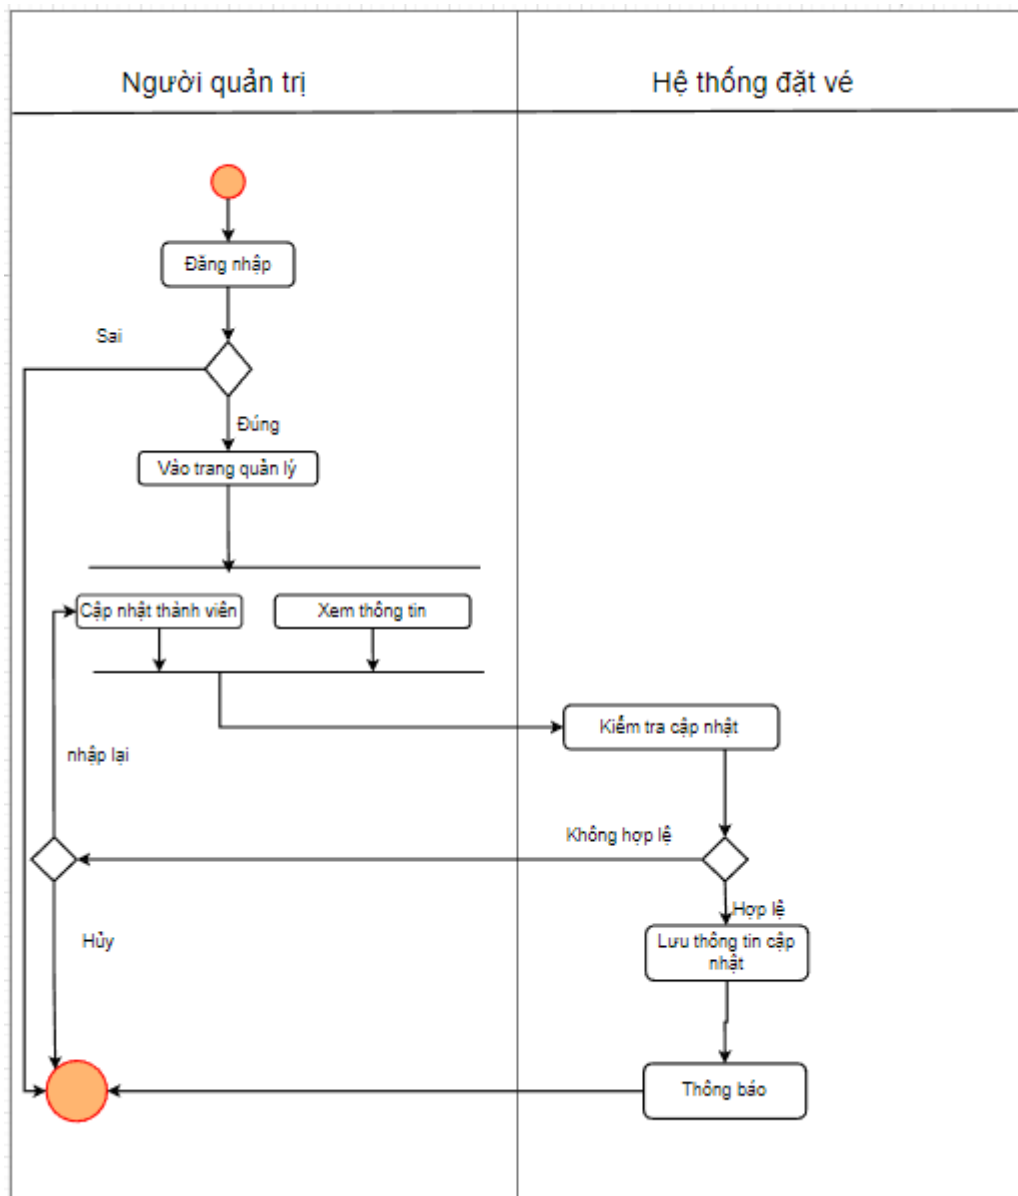 Người quản trị
Hệ thống đặt vé
Đăng nhập
Sai
Đúng
Vào trang quản lý
Cập nhật thành viên
Xem thông tin
Kiểm tra cập nhật
nhập lại
Không hợp lệ
Hợp lệ
Hủy
Lưu thông tin cập
nhật
Thông báo